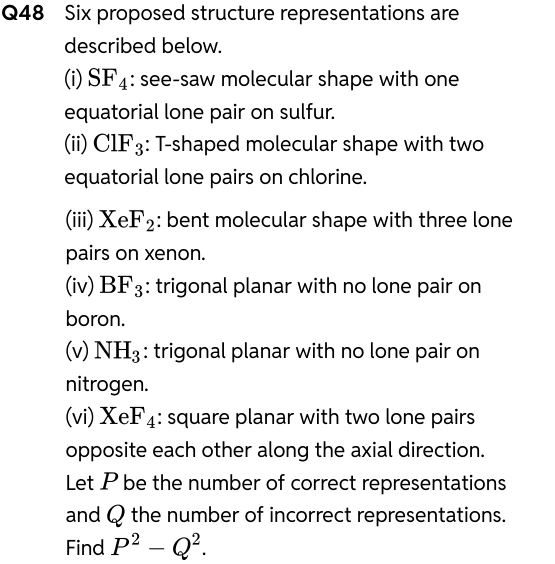 Q48 Six proposed structure representations are
described below.
(i) SF₄: see-saw molecular shape with one
equatorial lone pair on sulfur.
(ii) ClF₃: T-shaped molecular shape with two
equatorial lone pairs on chlorine.
(iii) XeF₂: bent molecular shape with three lone
pairs on xenon.
(iv) BF₃: trigonal planar with no lone pair on
boron.
(v) NH₃: trigonal planar with no lone pair on
nitrogen.
(vi) XeF₄: square planar with two lone pairs
opposite each other along the axial direction.
Let P be the number of correct representations
and Q the number of incorrect representations.
Find P² − Q².